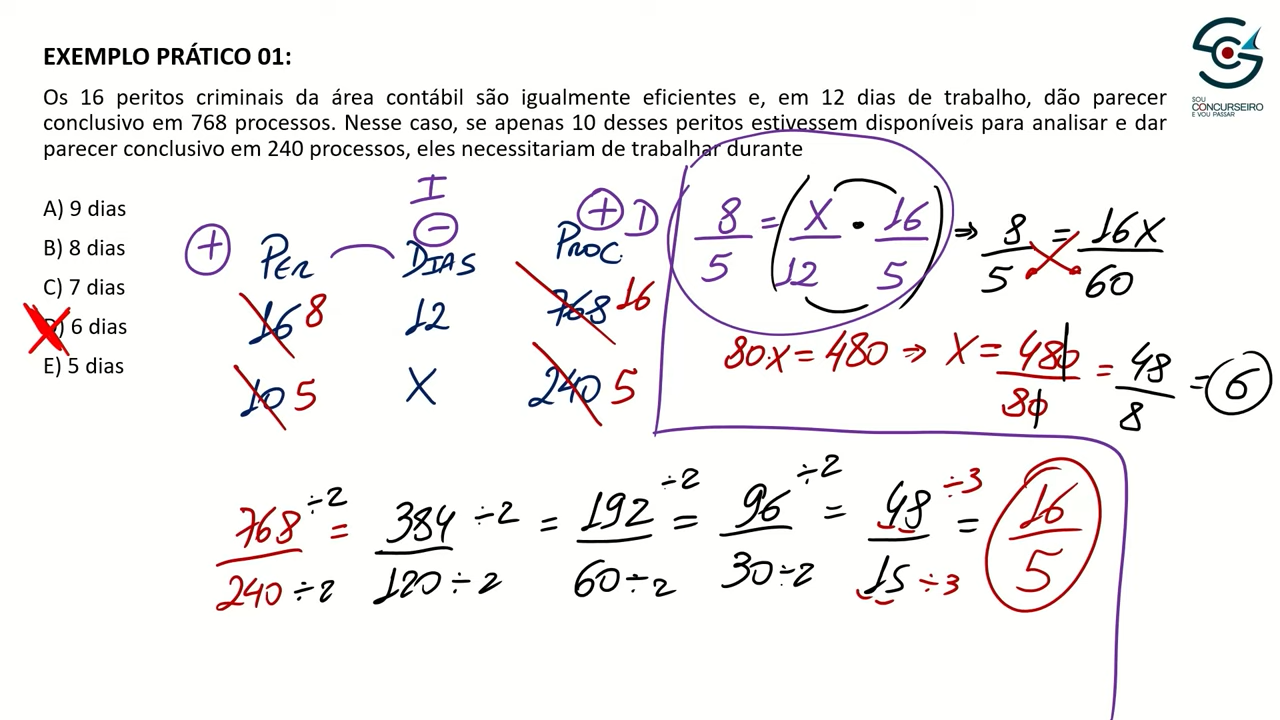 EXEMPLO PRÁTICO 01:
SOU
CONCURSEIRO
E VOU PASSAR
Os 16 peritos criminais da área contábil são igualmente eficientes e, em 12 dias de trabalho, dão parecer
conclusivo em 768 processos. Nesse caso, se apenas 10 desses peritos estivessem disponíveis para analisar e dar
parecer conclusivo em 240 processos, eles necessitariam de trabalhar durante
A) 9 dias
B) 8 dias
C) 7 dias
D) 6 dias
E) 5 dias
I
+ − + D
PER DIAS PROC.
16 8 12 768 16
10 5 X 240 5
8/5 = (X/12 · 16/5) ⇒ 8/5 = 16X/60
80·X = 480 ⇒ X = 480/80 = 48/8 = 6
768÷2 / 240÷2 = 384÷2 / 120÷2 = 192÷2 / 60÷2 = 96÷2 / 30÷2 = 48÷3 / 15÷3 = 16/5